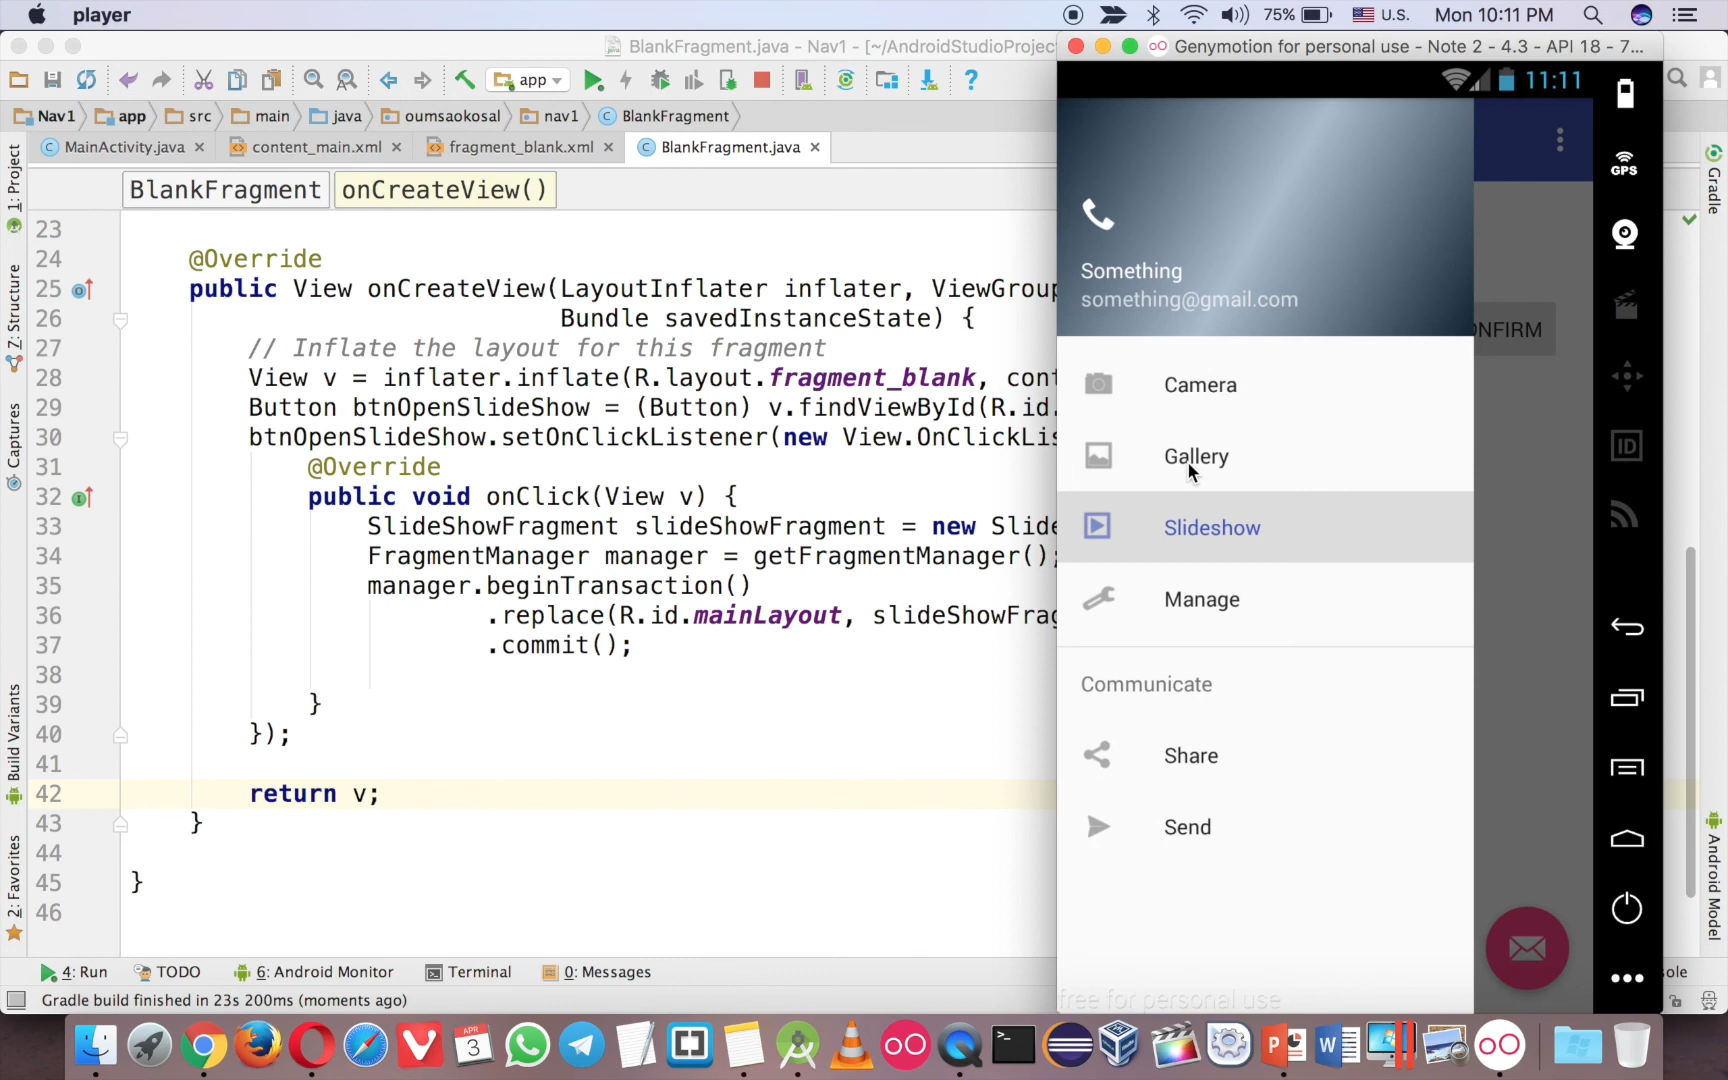 player
75%
U.S.
Mon 10:11 PM
BlankFragment.java - Nav1 - [~/AndroidStudioProjec
Genymotion for personal use - Note 2 - 4.3 - API 18 - 7...
app
11:11
Nav1
app
src
main
java
oumsaokosal
nav1
BlankFragment
MainActivity.java
content_main.xml
fragment_blank.xml
BlankFragment.java
BlankFragment
onCreateView()
23
24 @Override
25 public View onCreateView(LayoutInflater inflater, ViewGroup
26 Bundle savedInstanceState) {
27 // Inflate the layout for this fragment
28 View v = inflater.inflate(R.layout.fragment_blank, cont
29 Button btnOpenSlideShow = (Button) v.findViewById(R.id.
30 btnOpenSlideShow.setOnClickListener(new View.OnClickLis
31 @Override
32 public void onClick(View v) {
33 SlideShowFragment slideShowFragment = new Slide
34 FragmentManager manager = getFragmentManager();
35 manager.beginTransaction()
36 .replace(R.id.mainLayout, slideShowFrag
37 .commit();
38
39 }
40 });
41
42 return v;
43 }
44
45 }
46
1: Project
7: Structure
Captures
Build Variants
2: Favorites
Something
something@gmail.com
ONFIRM
Camera
Gallery
Slideshow
Manage
Communicate
Share
Send
free for personal use
GPS
ID
Gradle
Android Model
4: Run
TODO
6: Android Monitor
Terminal
0: Messages
sole
Gradle build finished in 23s 200ms (moments ago)
APR
3
P
W